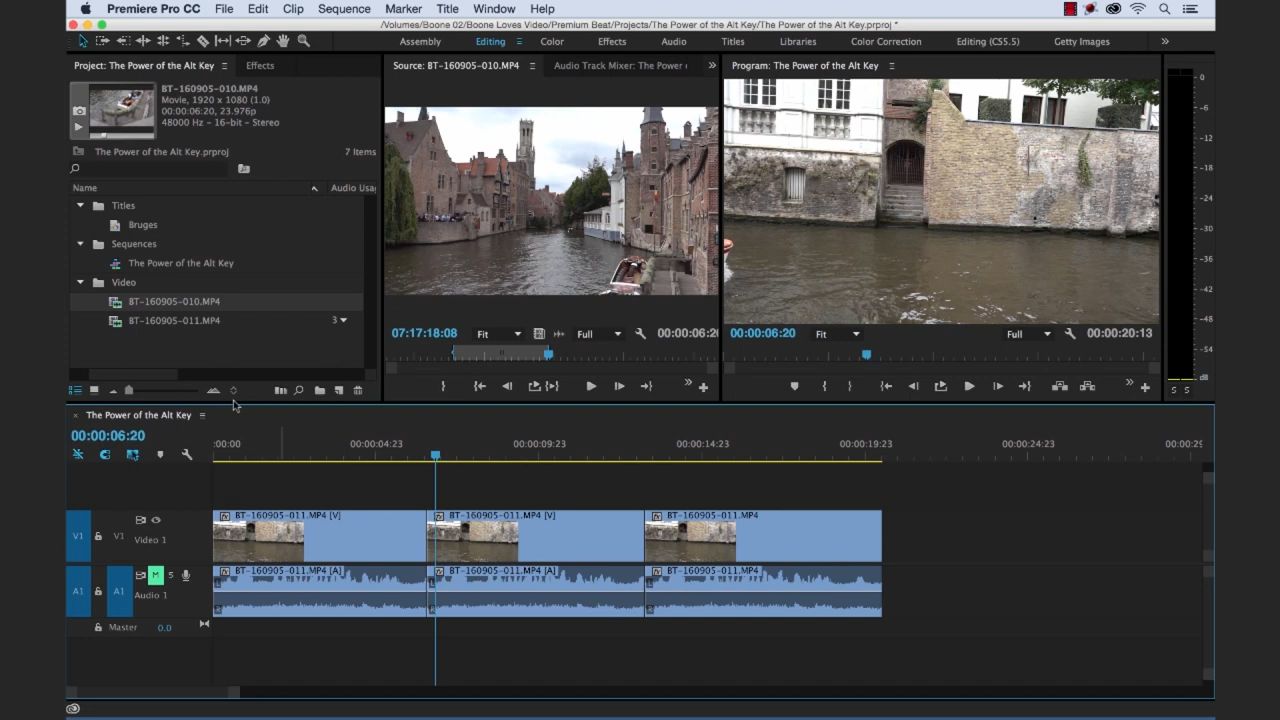 Premiere Pro CC File Edit Clip Sequence Marker Title Window Help
/Volumes/Boone 02/Boone Loves Video/Premium Beat/Projects/The Power of the Alt Key/The Power of the Alt Key.prproj *
Assembly Editing Color Effects Audio Titles Libraries Color Correction Editing (CS5.5) Getty Images
Project: The Power of the Alt Key Effects
BT-160905-010.MP4
Movie, 1920 x 1080 (1.0)
00:00:06:20, 23.976p
48000 Hz - 16-bit - Stereo
The Power of the Alt Key.prproj 7 Items
Name Audio Usa
Titles
Bruges
Sequences
The Power of the Alt Key
Video
BT-160905-010.MP4
BT-160905-011.MP4 3
Source: BT-160905-010.MP4 Audio Track Mixer: The Power
07:17:18:08 Fit Full 00:00:06:20
Program: The Power of the Alt Key
00:00:06:20 Fit Full 00:00:20:13
0
-6
-12
-18
-24
-30
-36
-42
-48
-54
dB
S S
The Power of the Alt Key
00:00:06:20
:00:00 00:00:04:23 00:00:09:23 00:00:14:23 00:00:19:23 00:00:24:23 00:00:29
V1 V1 Video 1
BT-160905-011.MP4 [V] BT-160905-011.MP4 [V] BT-160905-011.MP4
A1 A1 M S Audio 1
BT-160905-011.MP4 [A] BT-160905-011.MP4 [A] BT-160905-011.MP4
Master 0.0